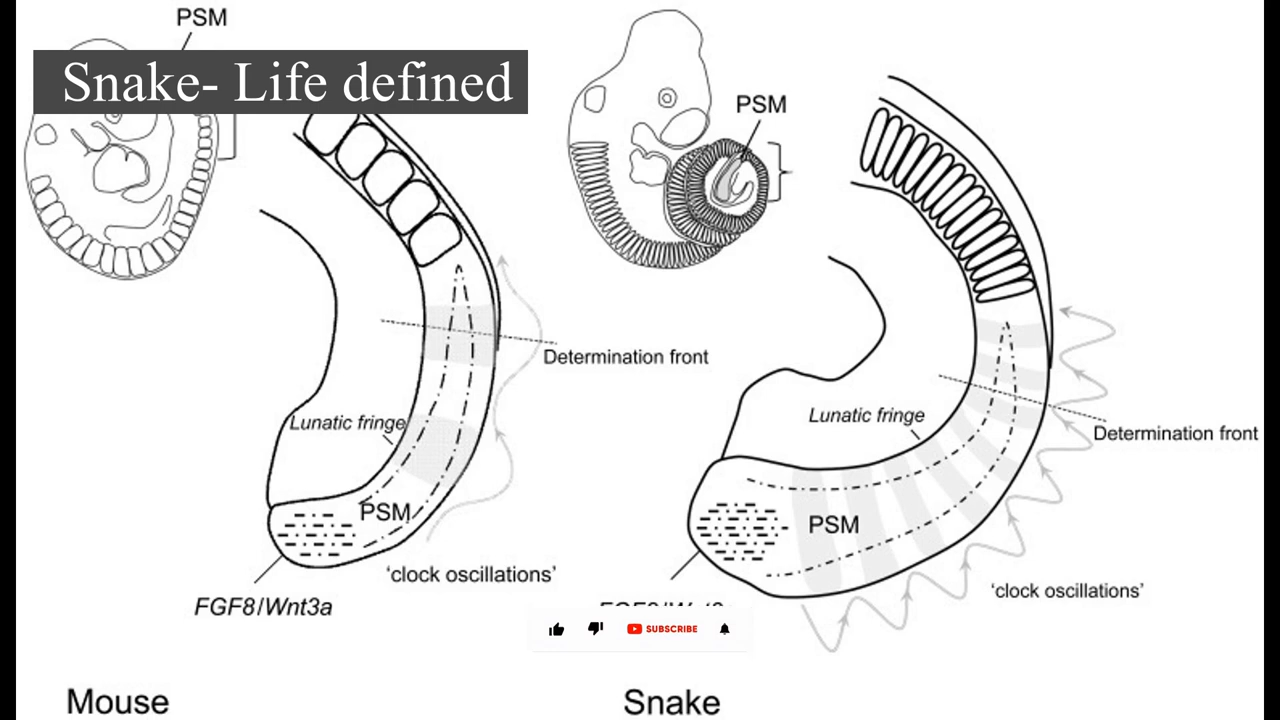 PSM
Snake- Life defined
PSM
Determination front
Lunatic fringe
PSM
'clock oscillations'
FGF8/Wnt3a
Lunatic fringe
Determination front
PSM
'clock oscillations'
SUBSCRIBE
Mouse
Snake